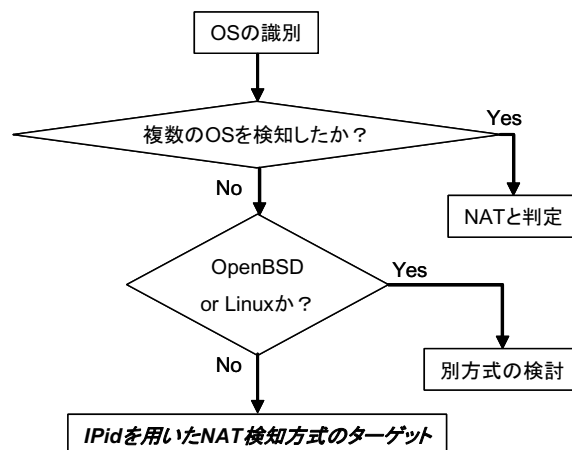 OSの識別
複数のOSを検知したか？
Yes
No
NATと判定
OpenBSD
or Linuxか？
Yes
No
別方式の検討
IPidを用いたNAT検知方式のターゲット